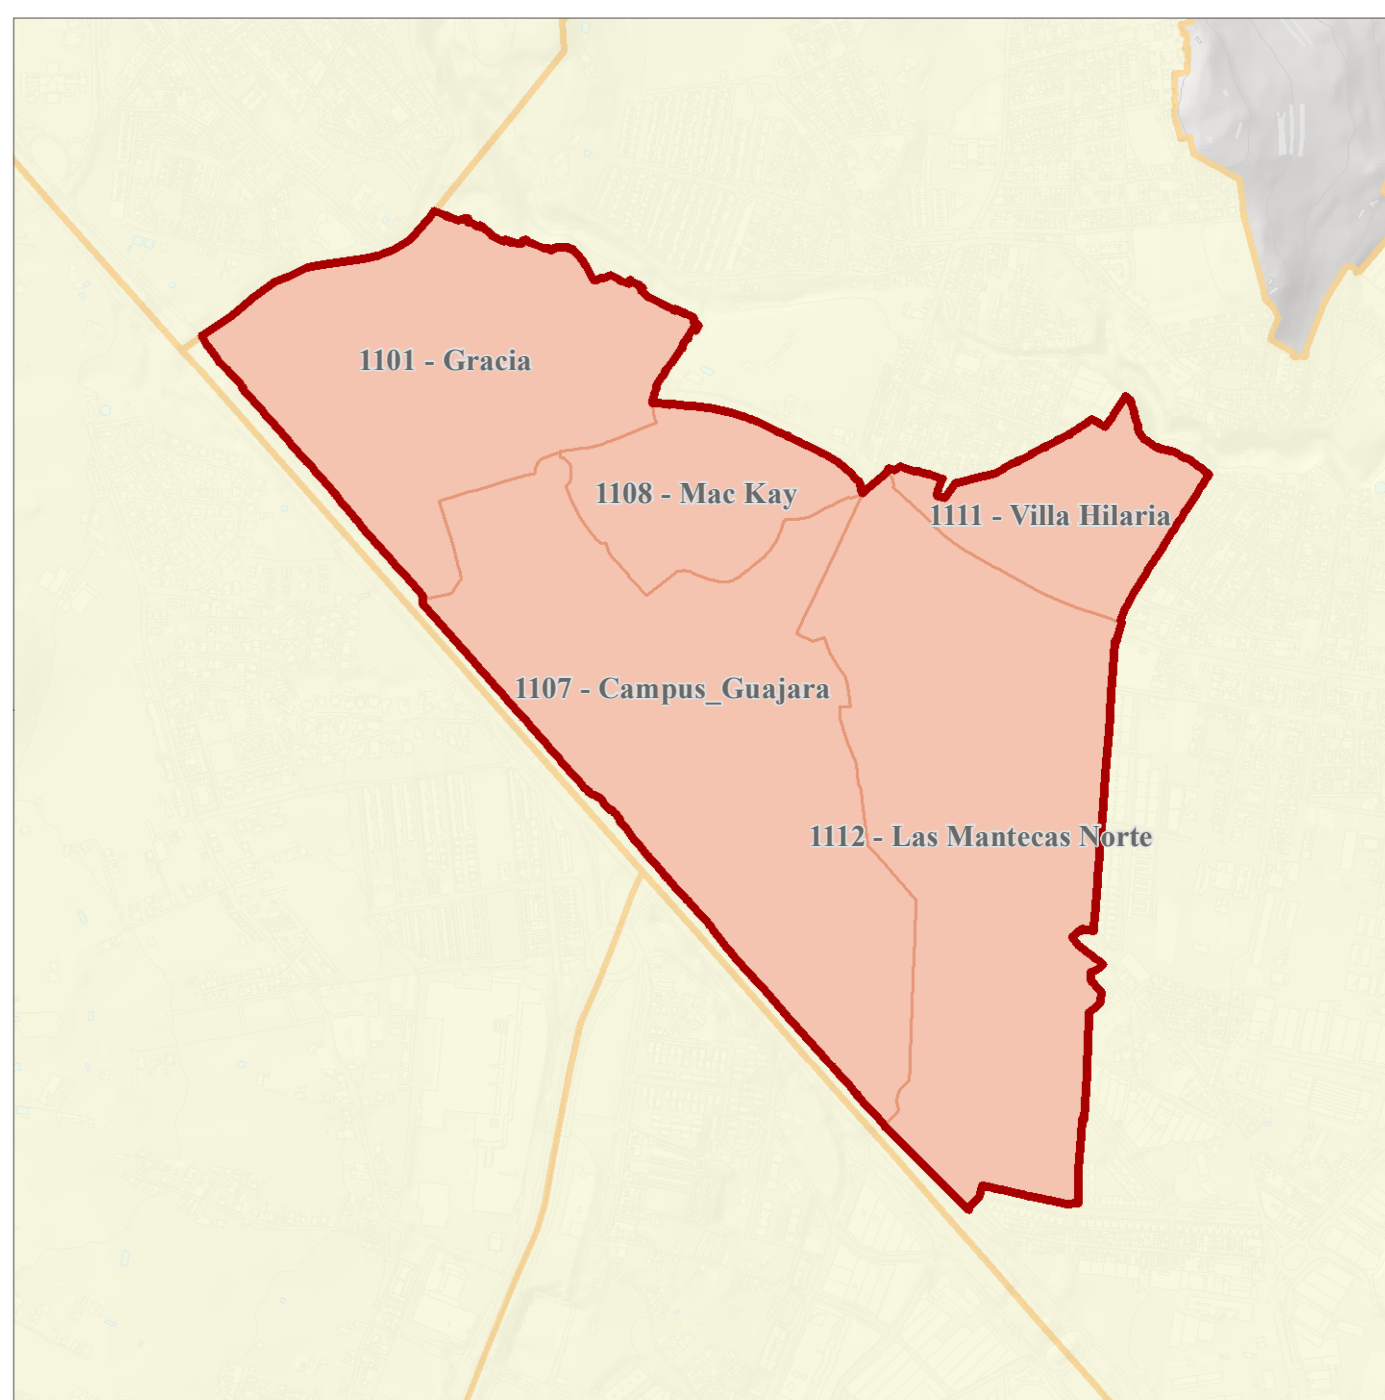 1101 - Gracia
1108 - Mac Kay
1111 - Villa Hilaria
1107 - Campus_Guajara
1112 - Las Mantecas Norte